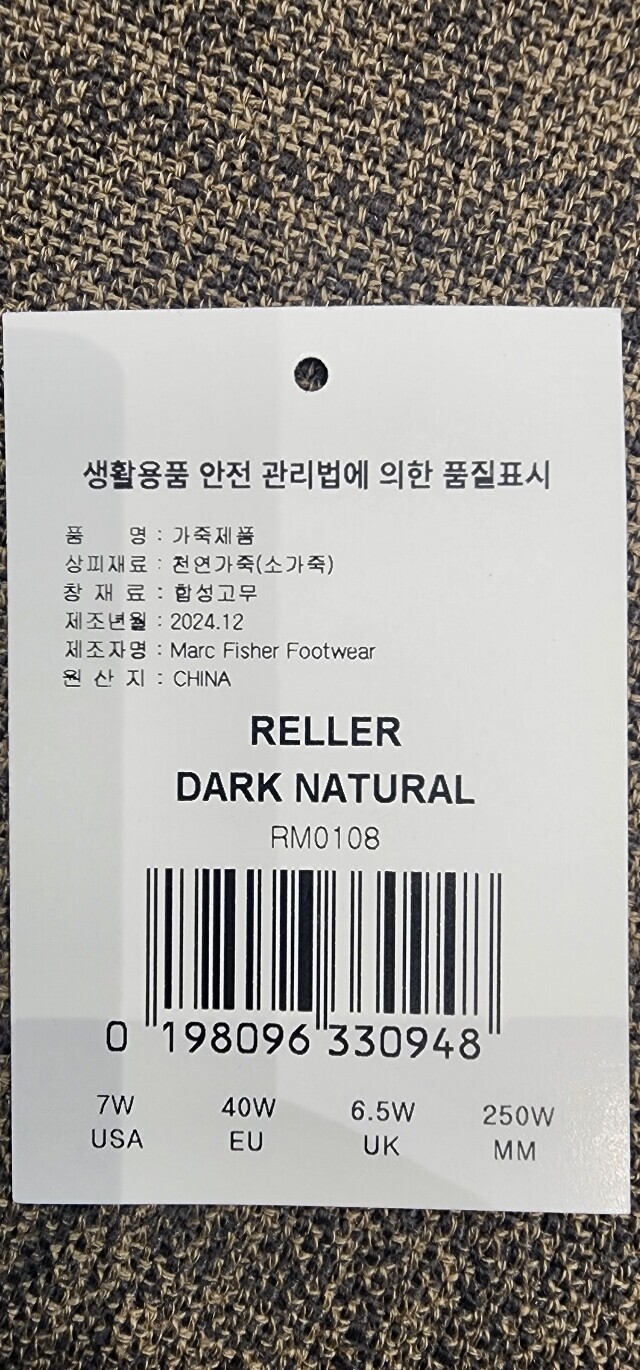 생활용품 안전 관리법에 의한 품질표시
품 명 : 가죽제품
상피재료 : 천연가죽(소가죽)
창 재 료 : 합성고무
제조년월 : 2024.12
제조자명 : Marc Fisher Footwear
원 산 지 : CHINA
RELLER
DARK NATURAL
RM0108
0 198096 330948
7W 40W 6.5W 250W
USA EU UK MM